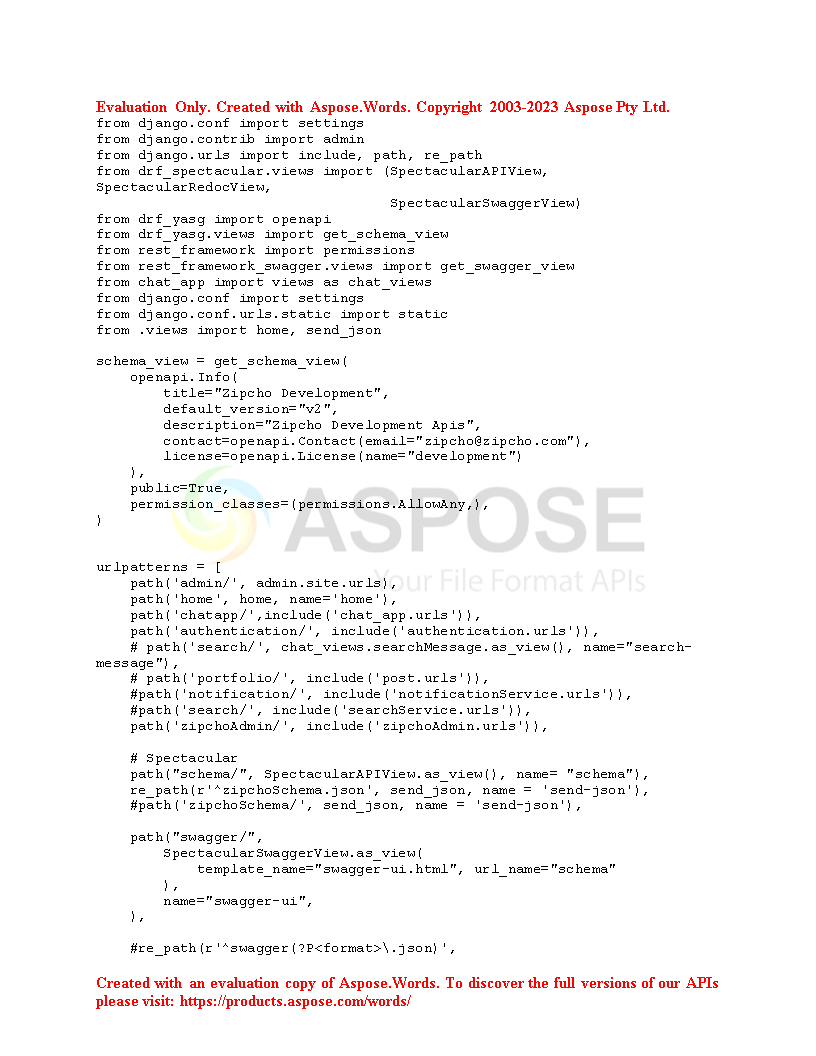 Evaluation Only. Created with Aspose.Words. Copyright 2003-2023 Aspose Pty Ltd.
from django.conf import settings
from django.contrib import admin
from django.urls import include, path, re_path
from drf_spectacular.views import (SpectacularAPIView,
SpectacularRedocView,
                                   SpectacularSwaggerView)
from drf_yasg import openapi
from drf_yasg.views import get_schema_view
from rest_framework import permissions
from rest_framework_swagger.views import get_swagger_view
from chat_app import views as chat_views
from django.conf import settings
from django.conf.urls.static import static
from .views import home, send_json

schema_view = get_schema_view(
    openapi.Info(
        title="Zipcho Development",
        default_version="v2",
        description="Zipcho Development Apis",
        contact=openapi.Contact(email="zipcho@zipcho.com"),
        license=openapi.License(name="development")
    ),
    public=True,
    permission_classes=(permissions.AllowAny,),
)
ASPOSE
Your File Format APIs

urlpatterns = [
    path('admin/', admin.site.urls),
    path('home', home, name='home'),
    path('chatapp/',include('chat_app.urls')),
    path('authentication/', include('authentication.urls')),
    # path('search/', chat_views.searchMessage.as_view(), name="search-
message"),
    # path('portfolio/', include('post.urls')),
    #path('notification/', include('notificationService.urls')),
    #path('search/', include('searchService.urls')),
    path('zipchoAdmin/', include('zipchoAdmin.urls')),

    # Spectacular
    path("schema/", SpectacularAPIView.as_view(), name= "schema"),
    re_path(r'^zipchoSchema.json', send_json, name = 'send-json'),
    #path('zipchoSchema/', send_json, name = 'send-json'),

    path("swagger/",
        SpectacularSwaggerView.as_view(
            template_name="swagger-ui.html", url_name="schema"
        ),
        name="swagger-ui",
    ),

    #re_path(r'^swagger(?P<format>\.json)',

Created with an evaluation copy of Aspose.Words. To discover the full versions of our APIs
please visit: https://products.aspose.com/words/